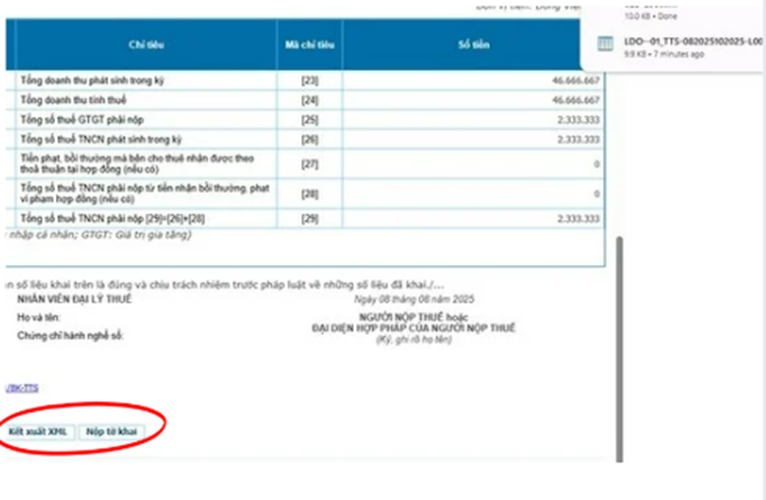 10.0 KB • Done
LDO--01_TTS-082025102025-L00
9.9 KB • 7 minutes ago
Chỉ tiêu Mã chỉ tiêu Số tiền
Tổng doanh thu phát sinh trong kỳ [23] 46.666.667
Tổng doanh thu tính thuế [24] 46.666.667
Tổng số thuế GTGT phải nộp [25] 2.333.333
Tổng số thuế TNCN phát sinh trong kỳ [26] 2.333.333
Tiền phạt, bồi thường mà bên cho thuê nhận được theo
thoả thuận tại hợp đồng (nếu có) [27] 0
Tổng số thuế TNCN phải nộp từ tiền nhận bồi thường, phạt
vi phạm hợp đồng (nếu có) [28] 0
Tổng số thuế TNCN phải nộp [29]=[26]+[28] [29] 2.333.333
nhập cá nhân; GTGT: Giá trị gia tăng)
n số liệu khai trên là đúng và chịu trách nhiệm trước pháp luật về những số liệu đã khai./...
NHÂN VIÊN ĐẠI LÝ THUẾ
Ngày 08 tháng 08 năm 2025
Họ và tên:
NGƯỜI NỘP THUẾ hoặc
ĐẠI DIỆN HỢP PHÁP CỦA NGƯỜI NỘP THUẾ
Chứng chỉ hành nghề số:
(Ký, ghi rõ họ tên)
/BK-TTS
Kết xuất XML Nộp tờ khai